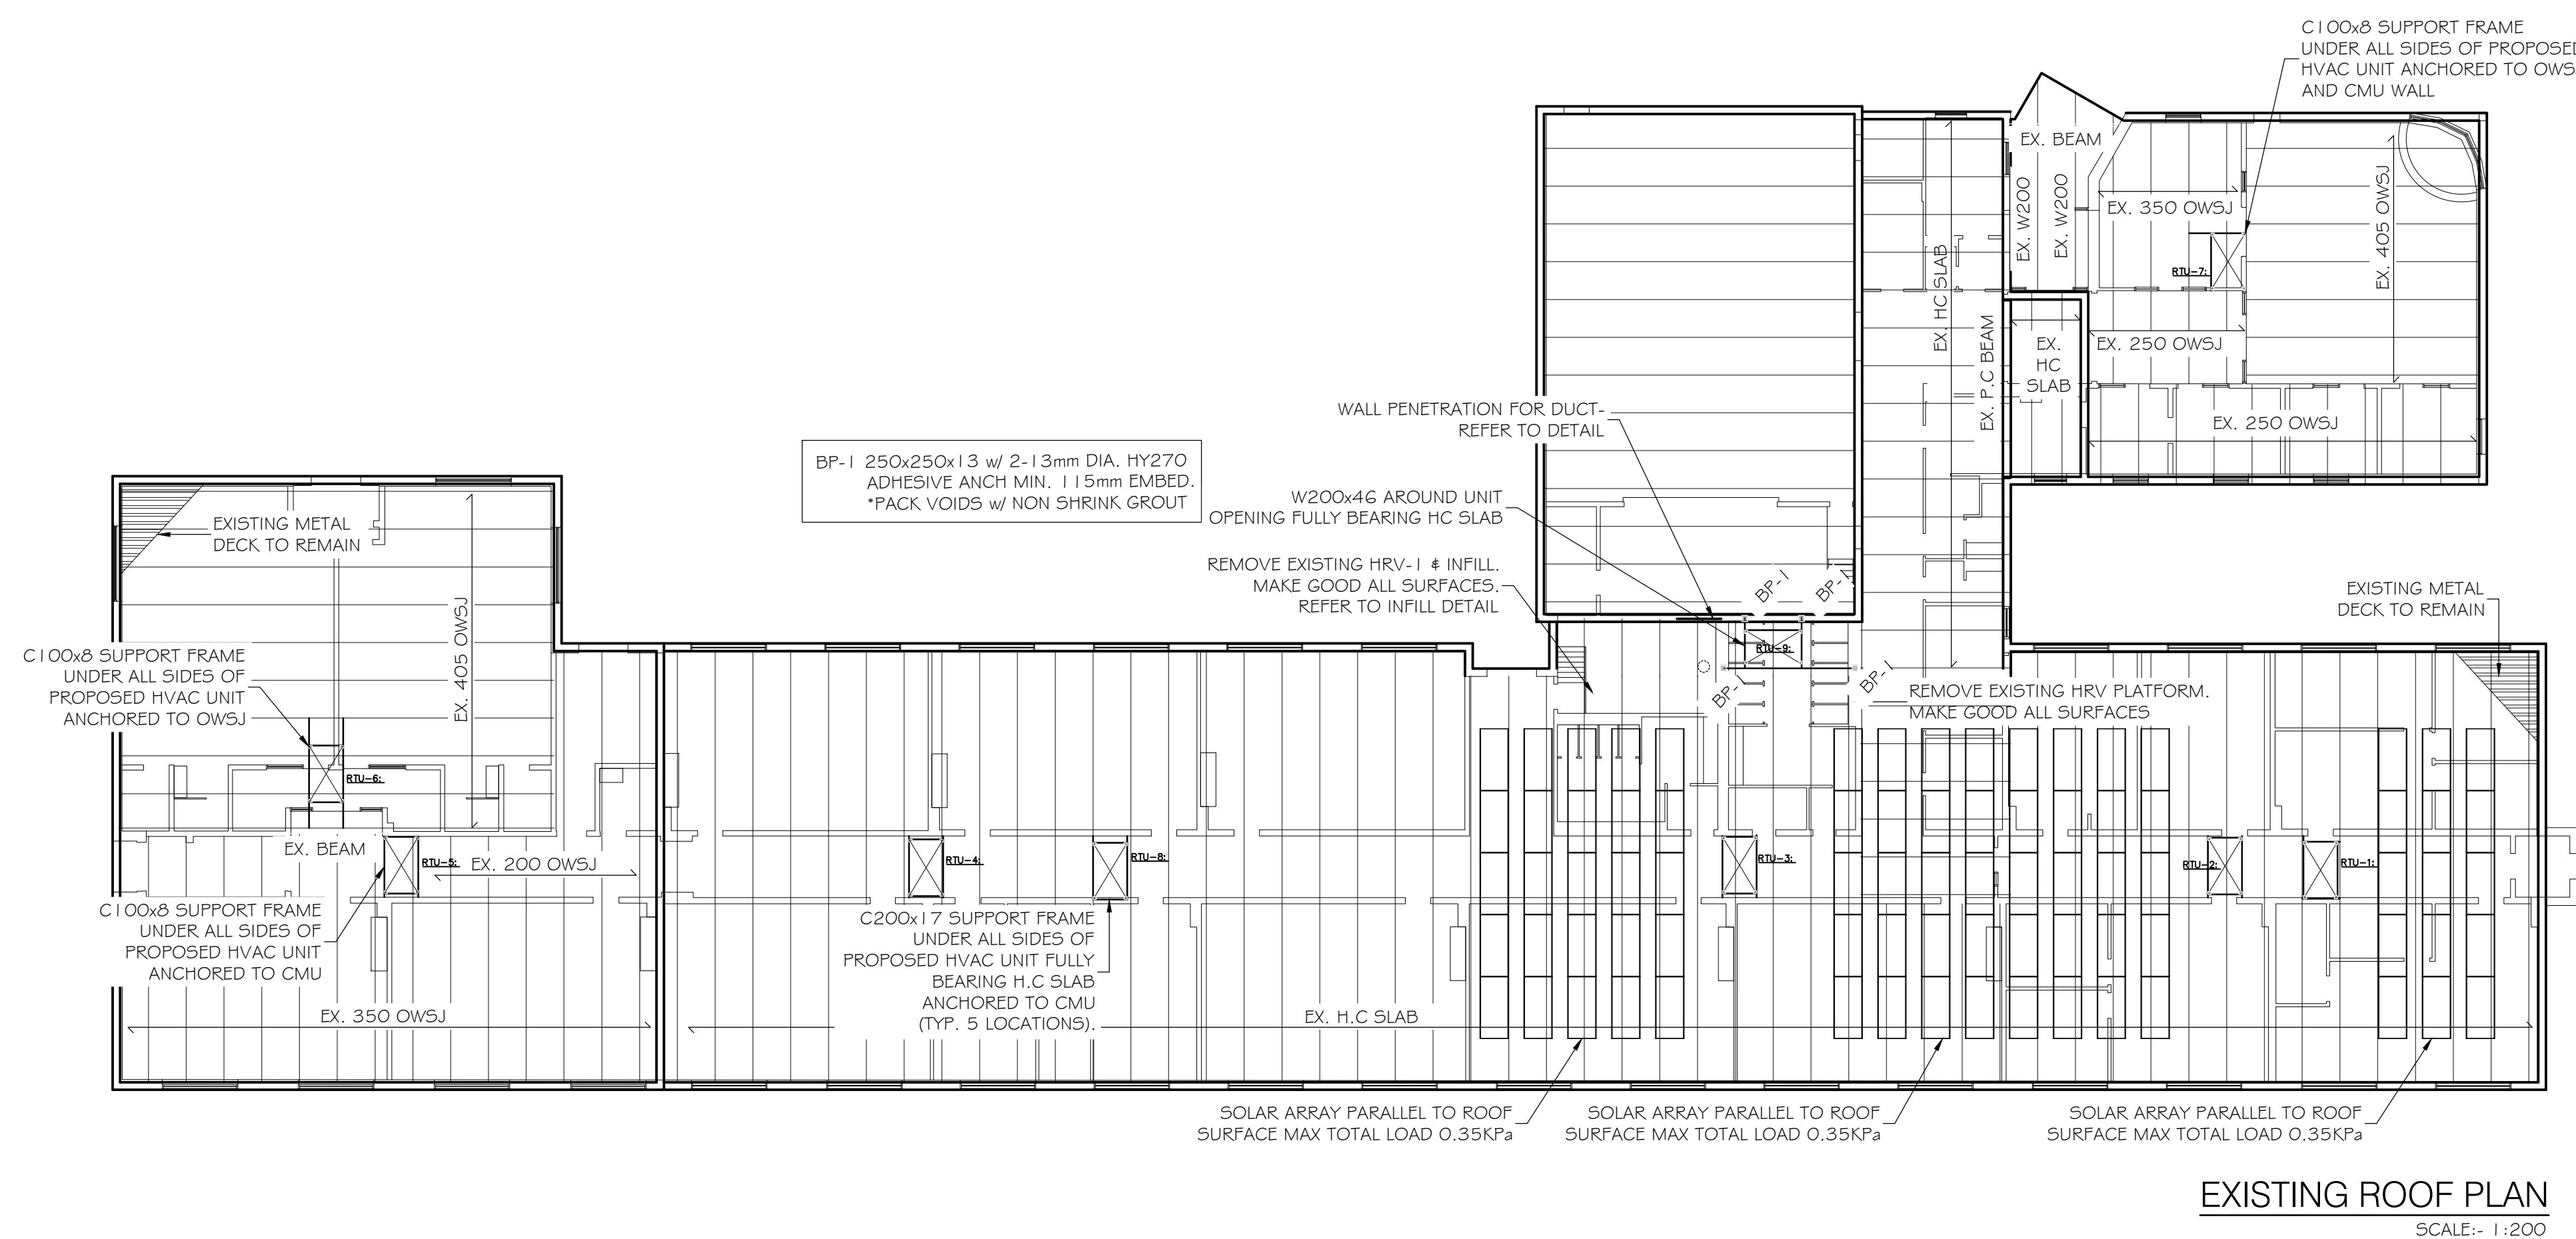 C100x8 SUPPORT FRAME
UNDER ALL SIDES OF PROPOSED
HVAC UNIT ANCHORED TO OWS
AND CMU WALL
EX. BEAM
EX. W200
EX. W200
EX. 350 OWSJ
EX. 405 OWSJ
RTU-7:
EX. HC SLAB
EX. P.C BEAM
EX.
HC
SLAB
EX. 250 OWSJ
EX. 250 OWSJ
WALL PENETRATION FOR DUCT-
REFER TO DETAIL
BP-1 250x250x13 w/ 2-13mm DIA. HY270
ADHESIVE ANCH MIN. 115mm EMBED.
*PACK VOIDS w/ NON SHRINK GROUT
W200x46 AROUND UNIT
OPENING FULLY BEARING HC SLAB
EXISTING METAL
DECK TO REMAIN
REMOVE EXISTING HRV-1 & INFILL.
MAKE GOOD ALL SURFACES.
REFER TO INFILL DETAIL
BP-1
BP-1
EXISTING METAL
DECK TO REMAIN
EX. 405 OWSJ
RTU-9:
C100x8 SUPPORT FRAME
UNDER ALL SIDES OF
PROPOSED HVAC UNIT
ANCHORED TO OWSJ
BP-
BP-1
REMOVE EXISTING HRV PLATFORM.
MAKE GOOD ALL SURFACES
RTU-6:
EX. BEAM
RTU-5:
EX. 200 OWSJ
RTU-4:
RTU-8:
RTU-3:
RTU-2:
RTU-1:
C100x8 SUPPORT FRAME
UNDER ALL SIDES OF
PROPOSED HVAC UNIT
ANCHORED TO CMU
C200x17 SUPPORT FRAME
UNDER ALL SIDES OF
PROPOSED HVAC UNIT FULLY
BEARING H.C SLAB
ANCHORED TO CMU
(TYP. 5 LOCATIONS).
EX. 350 OWSJ
EX. H.C SLAB
SOLAR ARRAY PARALLEL TO ROOF
SURFACE MAX TOTAL LOAD 0.35KPa
SOLAR ARRAY PARALLEL TO ROOF
SURFACE MAX TOTAL LOAD 0.35KPa
SOLAR ARRAY PARALLEL TO ROOF
SURFACE MAX TOTAL LOAD 0.35KPa
EXISTING ROOF PLAN
SCALE:- 1:200